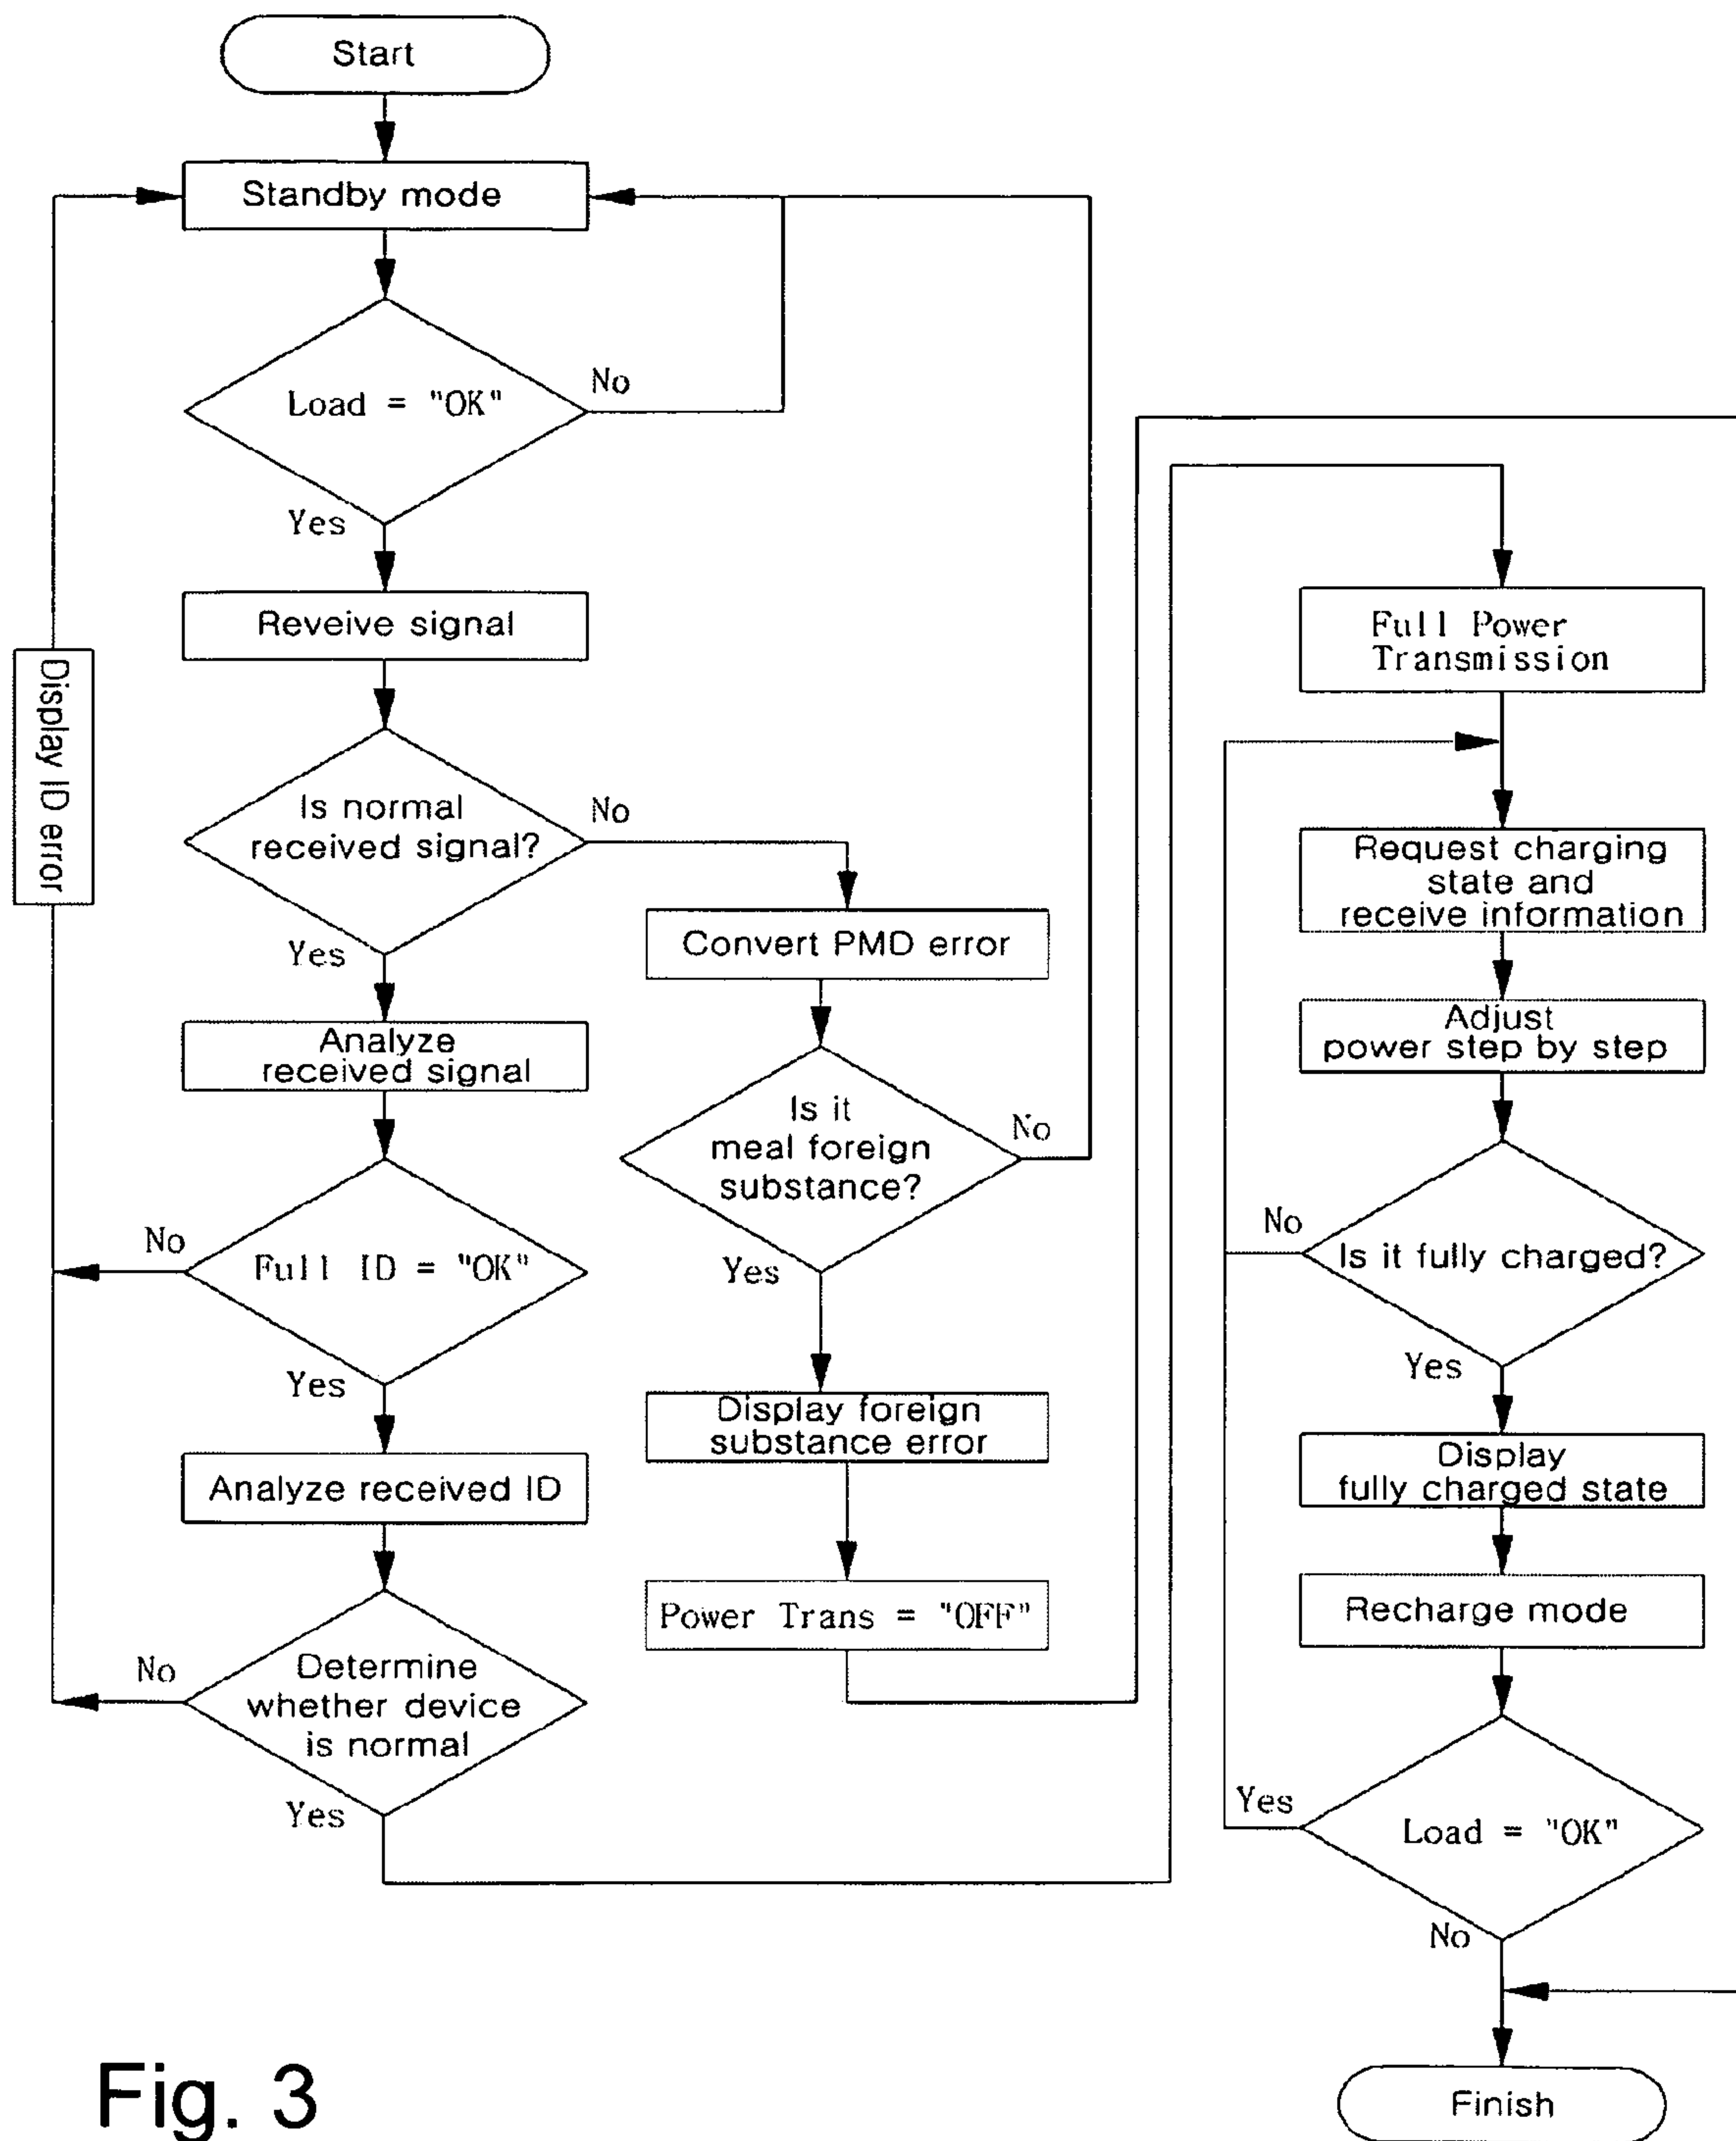 Start
Standby mode
Load = "OK"
No
Yes
Reveive signal
Display ID error
Is normal
received signal?
No
Yes
Analyze
received signal
Full ID = "OK"
No
Yes
Analyze received ID
Determine
whether device
is normal
No
Yes
Convert PMD error
Is it
meal foreign
substance?
No
Yes
Display foreign
substance error
Power Trans = "OFF"
Full Power
Transmission
Request charging
state and
receive information
Adjust
power step by step
Is it fully charged?
No
Yes
Display
fully charged state
Recharge mode
Load = "OK"
Yes
No
Finish
Fig. 3